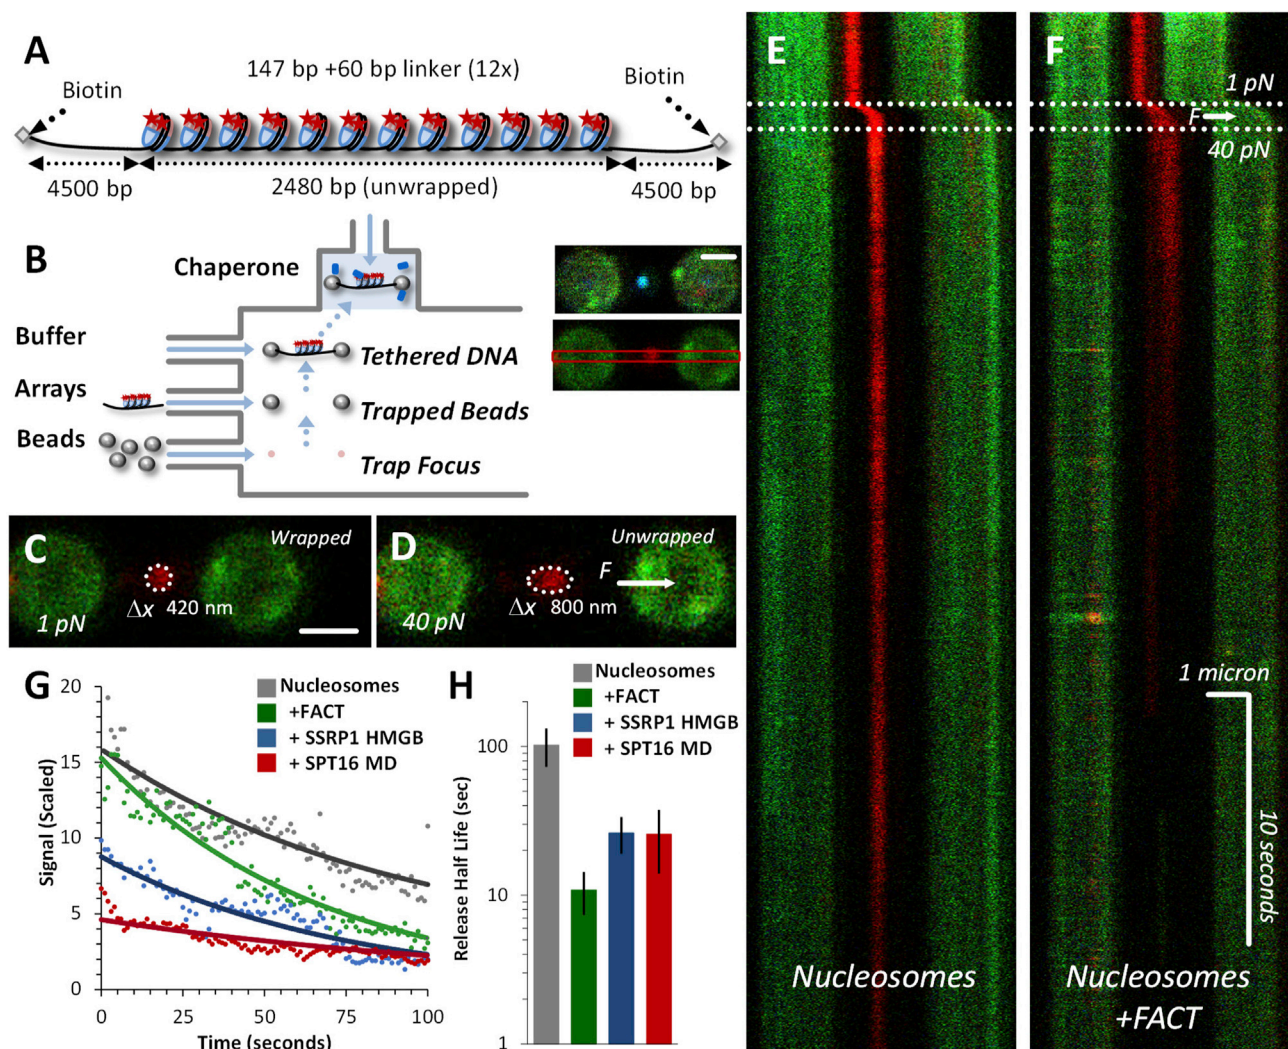 A
147 bp +60 bp linker (12x)
Biotin
Biotin
4500 bp
2480 bp (unwrapped)
4500 bp
B
Chaperone
Buffer
Tethered DNA
Arrays
Trapped Beads
Beads
Trap Focus
C
Wrapped
1 pN
Δx 420 nm
D
Unwrapped
F
40 pN
Δx 800 nm
E
Nucleosomes
F
1 pN
F
40 pN
1 micron
10 seconds
Nucleosomes
+FACT
G
Nucleosomes
+FACT
+ SSRP1 HMGB
+ SPT16 MD
Signal (Scaled)
20
15
10
5
0
0
25
50
75
100
Time (seconds)
H
Nucleosomes
+FACT
+ SSRP1 HMGB
+ SPT16 MD
Release Half Life (sec)
100
10
1